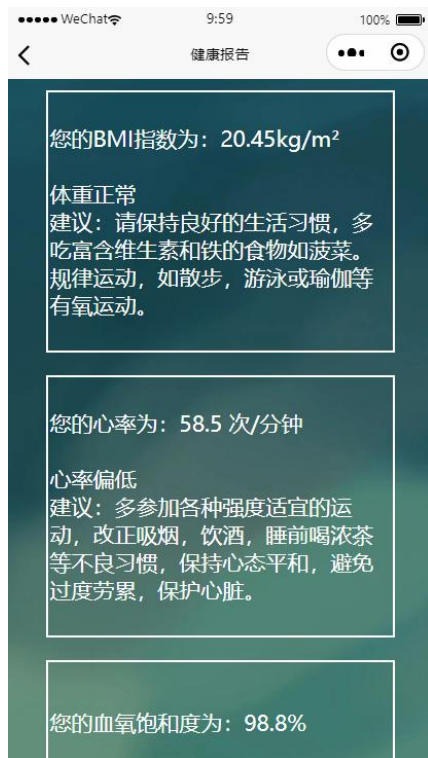 ●●●●● WeChat 9:59 100%
健康报告
您的BMI指数为：20.45kg/m²
体重正常
建议：请保持良好的生活习惯，多
吃富含维生素和铁的食物如菠菜。
规律运动，如散步，游泳或瑜伽等
有氧运动。
您的心率为：58.5 次/分钟
心率偏低
建议：多参加各种强度适宜的运
动，改正吸烟，饮酒，睡前喝浓茶
等不良习惯，保持心态平和，避免
过度劳累，保护心脏。
您的血氧饱和度为：98.8%